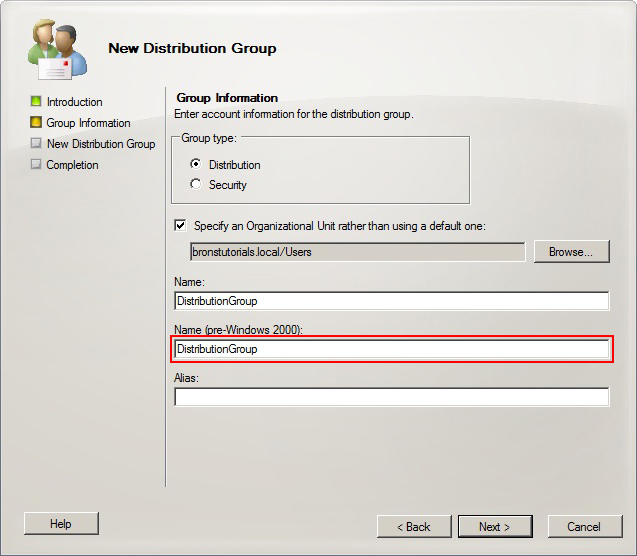 New Distribution Group
Introduction
Group Information
New Distribution Group
Completion
Group Information
Enter account information for the distribution group.
Group type:
Distribution
Security
Specify an Organizational Unit rather than using a default one:
bronstutorials.local/Users
Browse...
Name:
DistributionGroup
Name (pre-Windows 2000):
DistributionGroup
Alias:
Help
< Back
Next >
Cancel